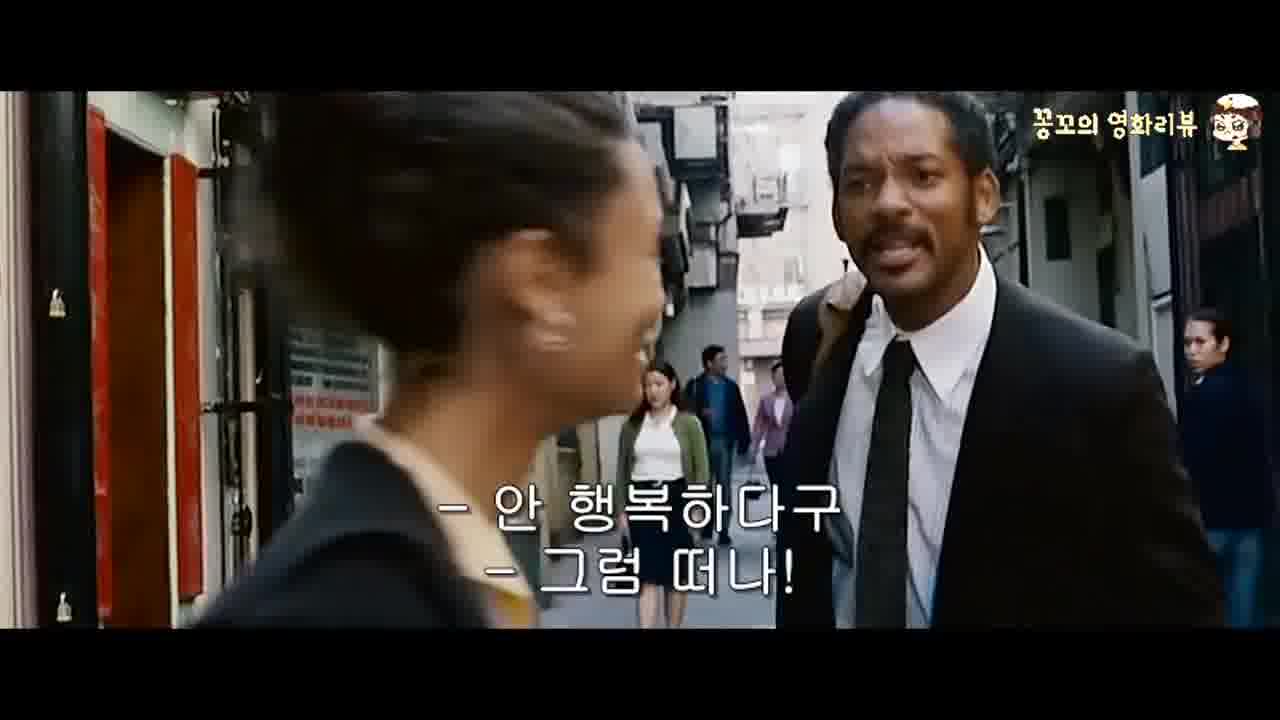 꽁꼬의 영화리뷰
- 안 행복하다구
- 그럼 떠나!